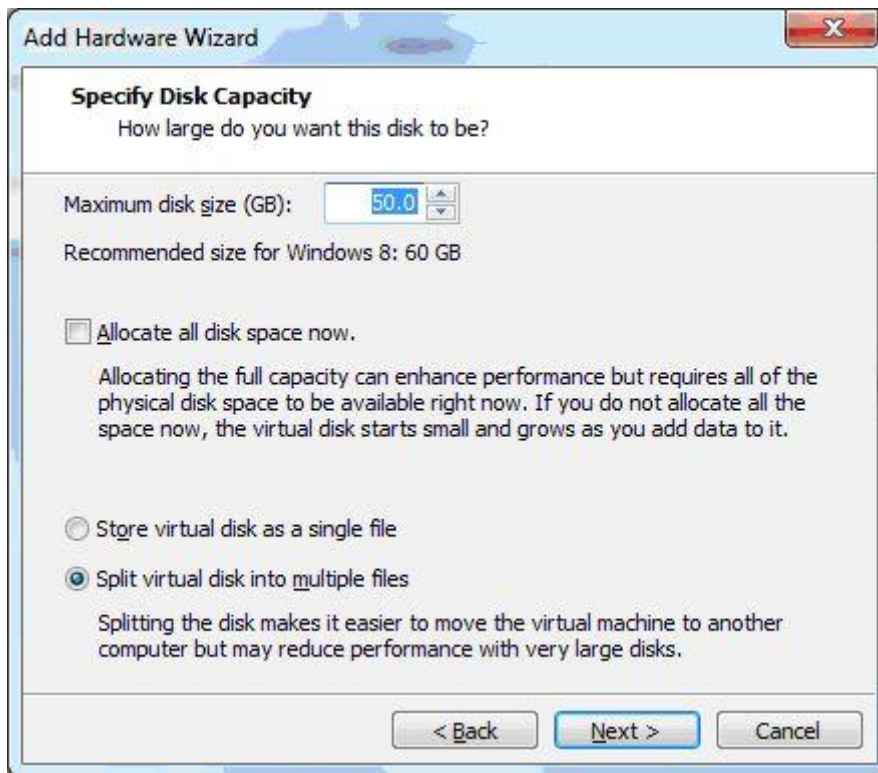 Add Hardware Wizard
Specify Disk Capacity
How large do you want this disk to be?
Maximum disk size (GB): 50.0
Recommended size for Windows 8: 60 GB
Allocate all disk space now.
Allocating the full capacity can enhance performance but requires all of the
physical disk space to be available right now. If you do not allocate all the
space now, the virtual disk starts small and grows as you add data to it.
Store virtual disk as a single file
Split virtual disk into multiple files
Splitting the disk makes it easier to move the virtual machine to another
computer but may reduce performance with very large disks.
< Back Next > Cancel